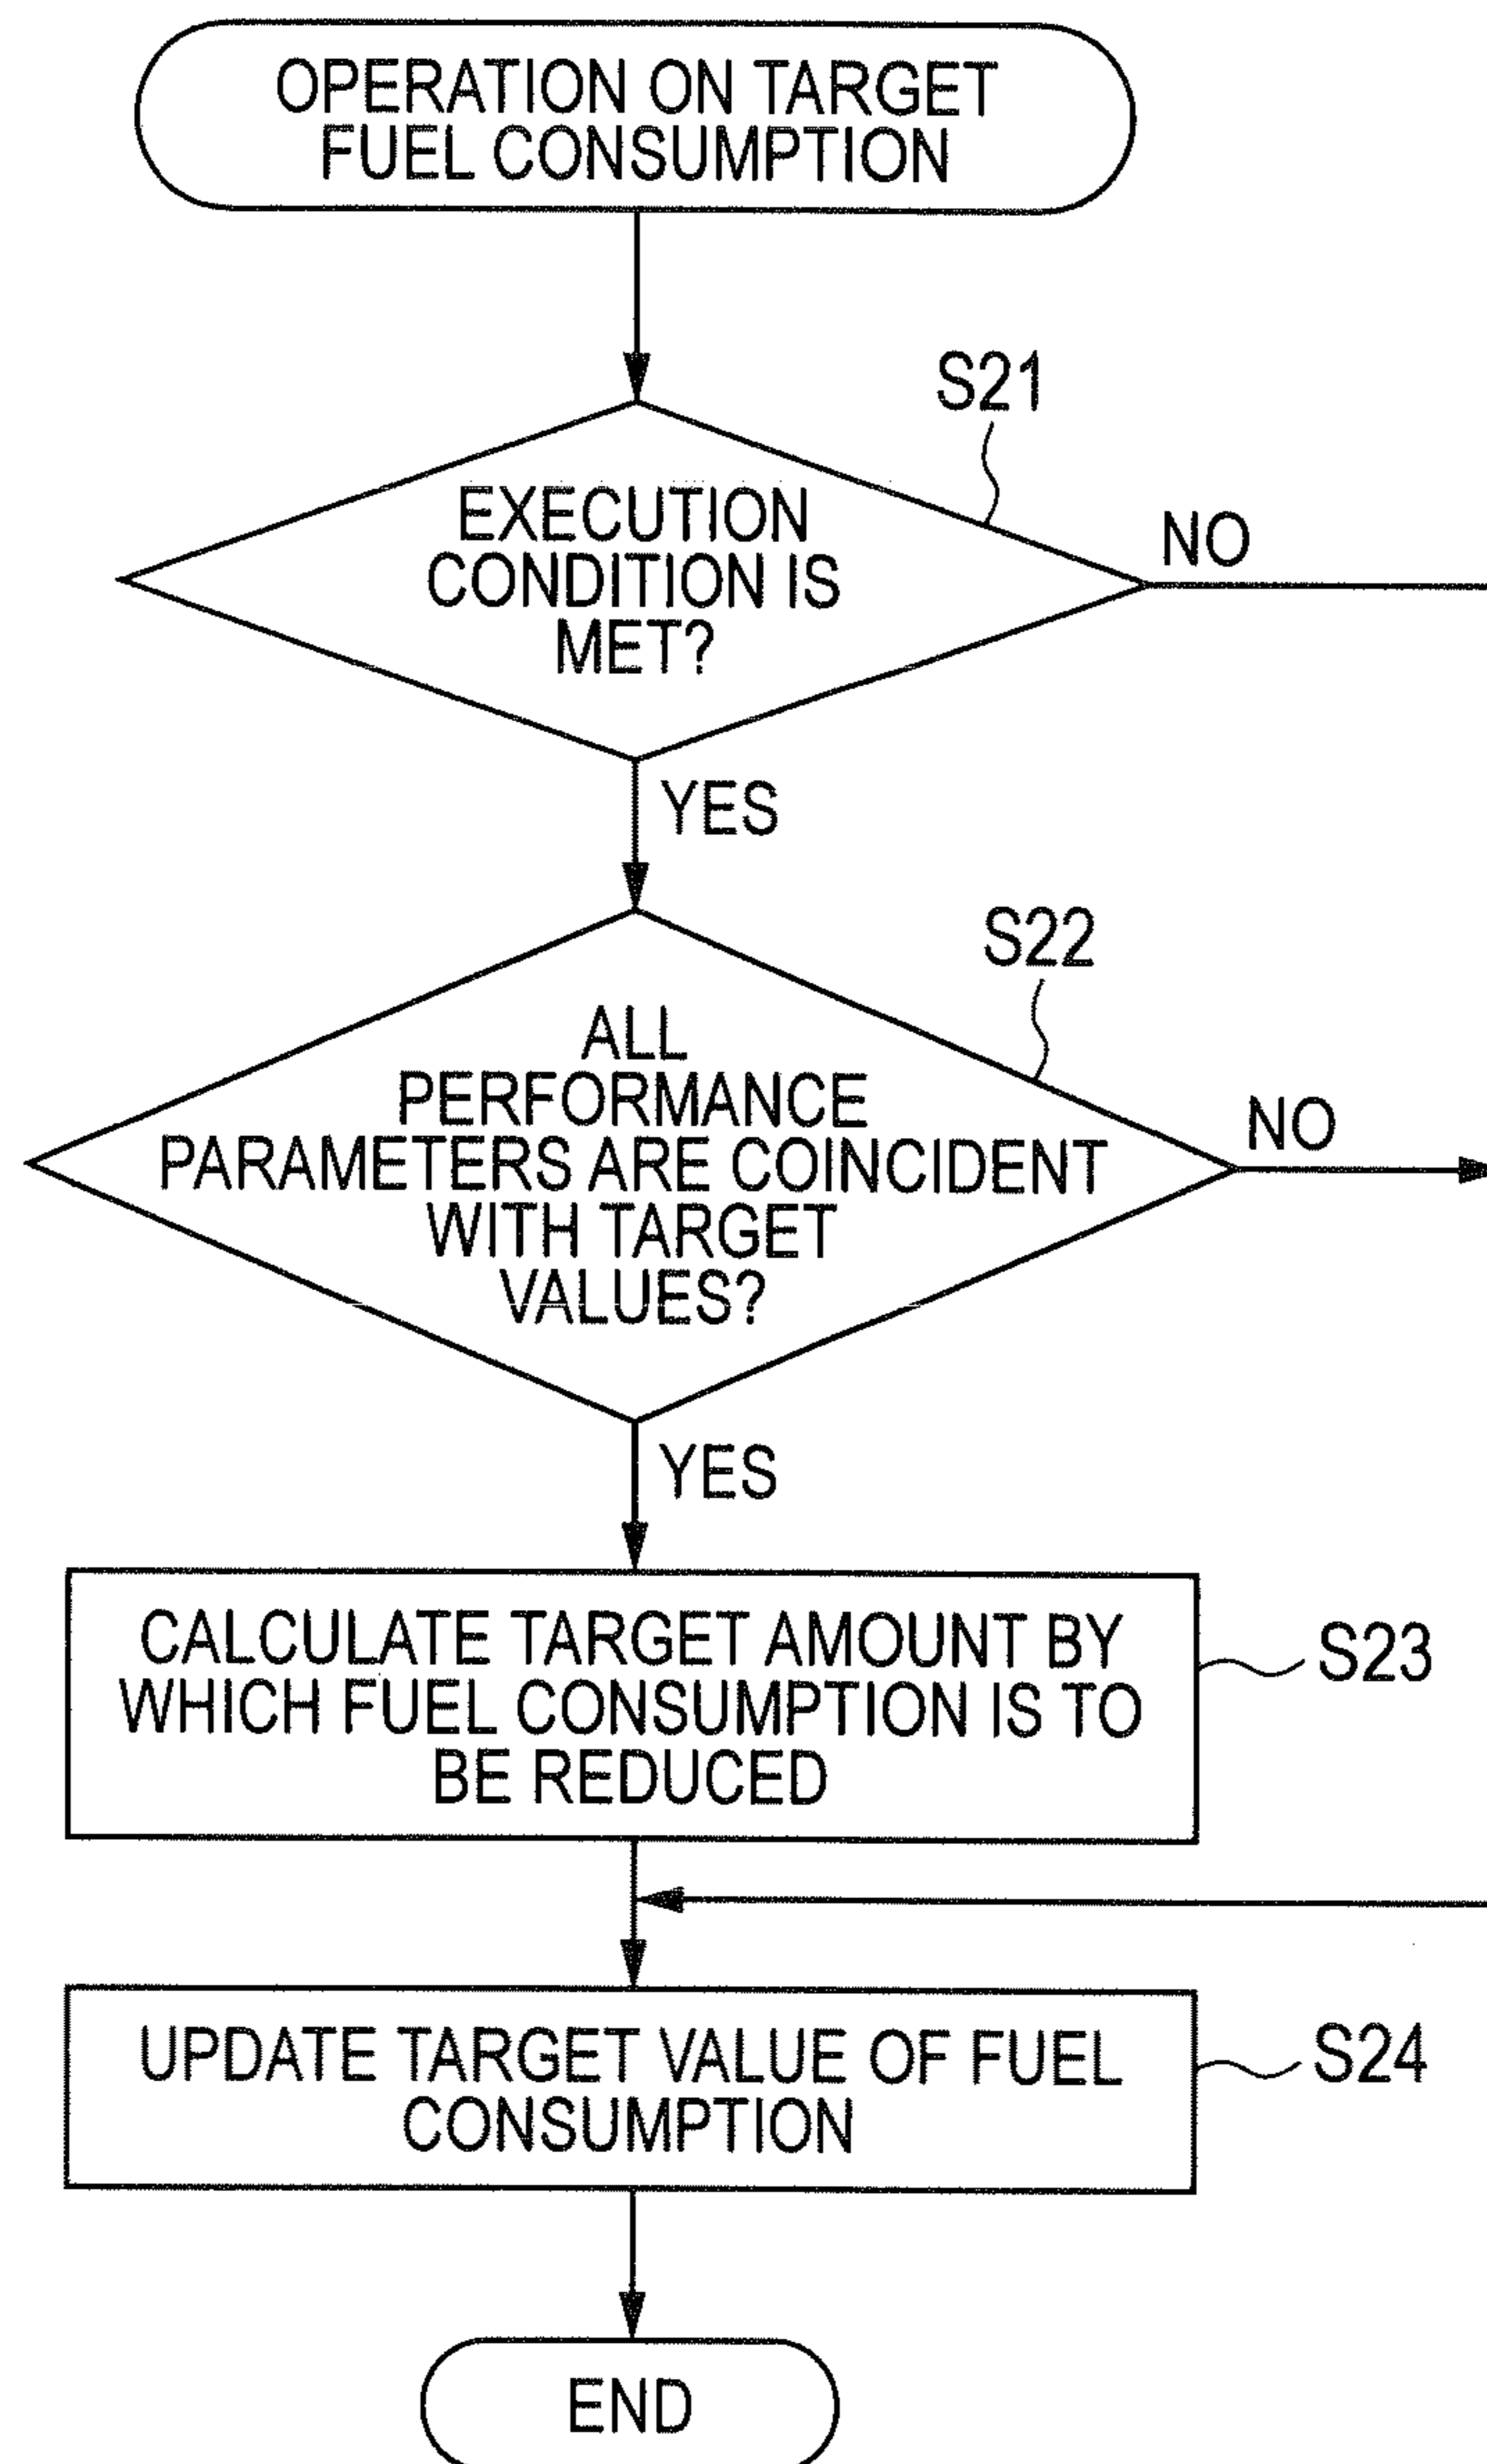 OPERATION ON TARGET
FUEL CONSUMPTION
S21
EXECUTION
CONDITION IS
MET?
NO
YES
S22
ALL
PERFORMANCE
PARAMETERS ARE COINCIDENT
WITH TARGET
VALUES?
NO
YES
CALCULATE TARGET AMOUNT BY
WHICH FUEL CONSUMPTION IS TO
BE REDUCED
S23
UPDATE TARGET VALUE OF FUEL
CONSUMPTION
S24
END